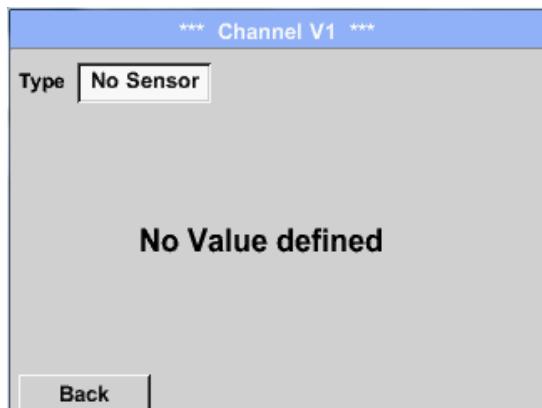 *** Channel V1 ***
Type No Sensor
No Value defined
Back